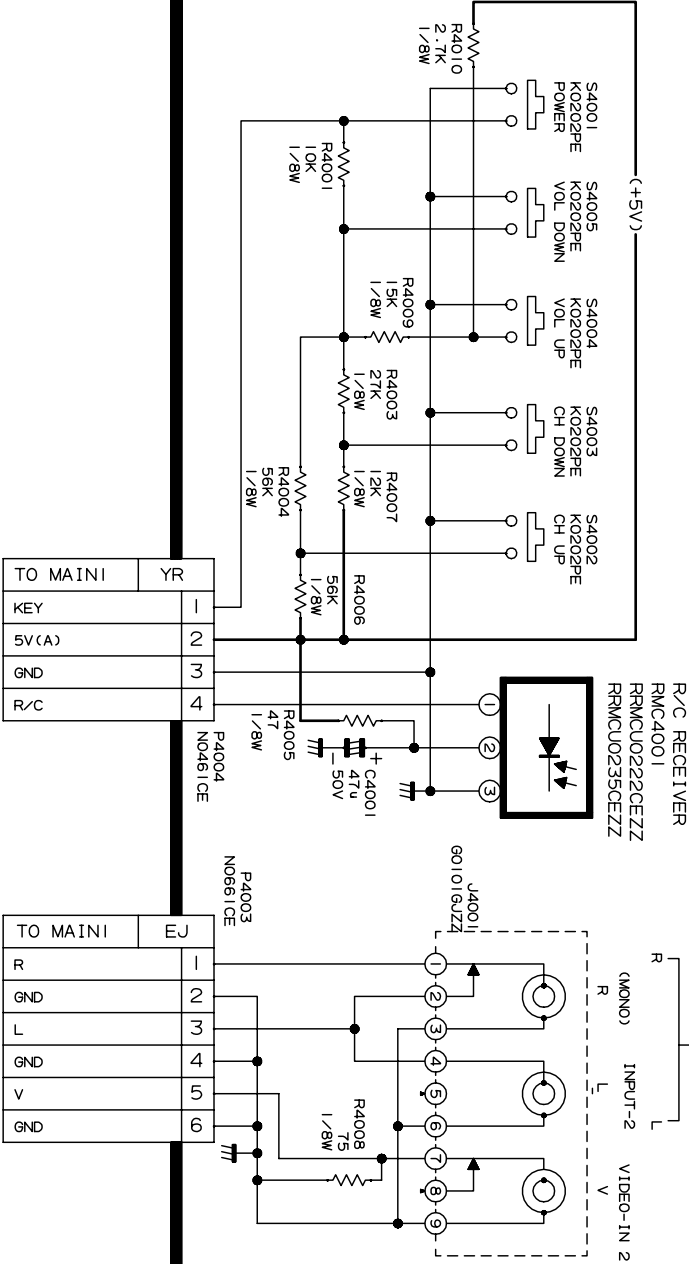 (+5V)
R4010
2.7K
1/8W
S4001
K0202PE
POWER
S4005
K0202PE
VOL DOWN
S4004
K0202PE
VOL UP
S4003
K0202PE
CH DOWN
S4002
K0202PE
CH UP
R4001
10K
1/8W
R4009
15K
1/8W
R4003
27K
1/8W
R4007
12K
1/8W
R4004
56K
1/8W
R4006
56K
1/8W
TO MAIN1 YR
KEY 1
5V(A) 2
GND 3
R/C 4
P4004
N0461CE
R4005
47
1/8W
+
C4001
47u
50V
−
1
2
3
R/C RECEIVER
RMC4001
RRMCU0222CEZZ
RRMCU0235CEZZ
P4003
N0661CE
TO MAIN1 EJ
R 1
GND 2
L 3
GND 4
V 5
GND 6
R4008
75
1/8W
J4001
G0101GJZZ
1
2
3
4
5
6
7
8
9
R
L
V
(MONO)
INPUT-2
VIDEO-IN 2
R
L